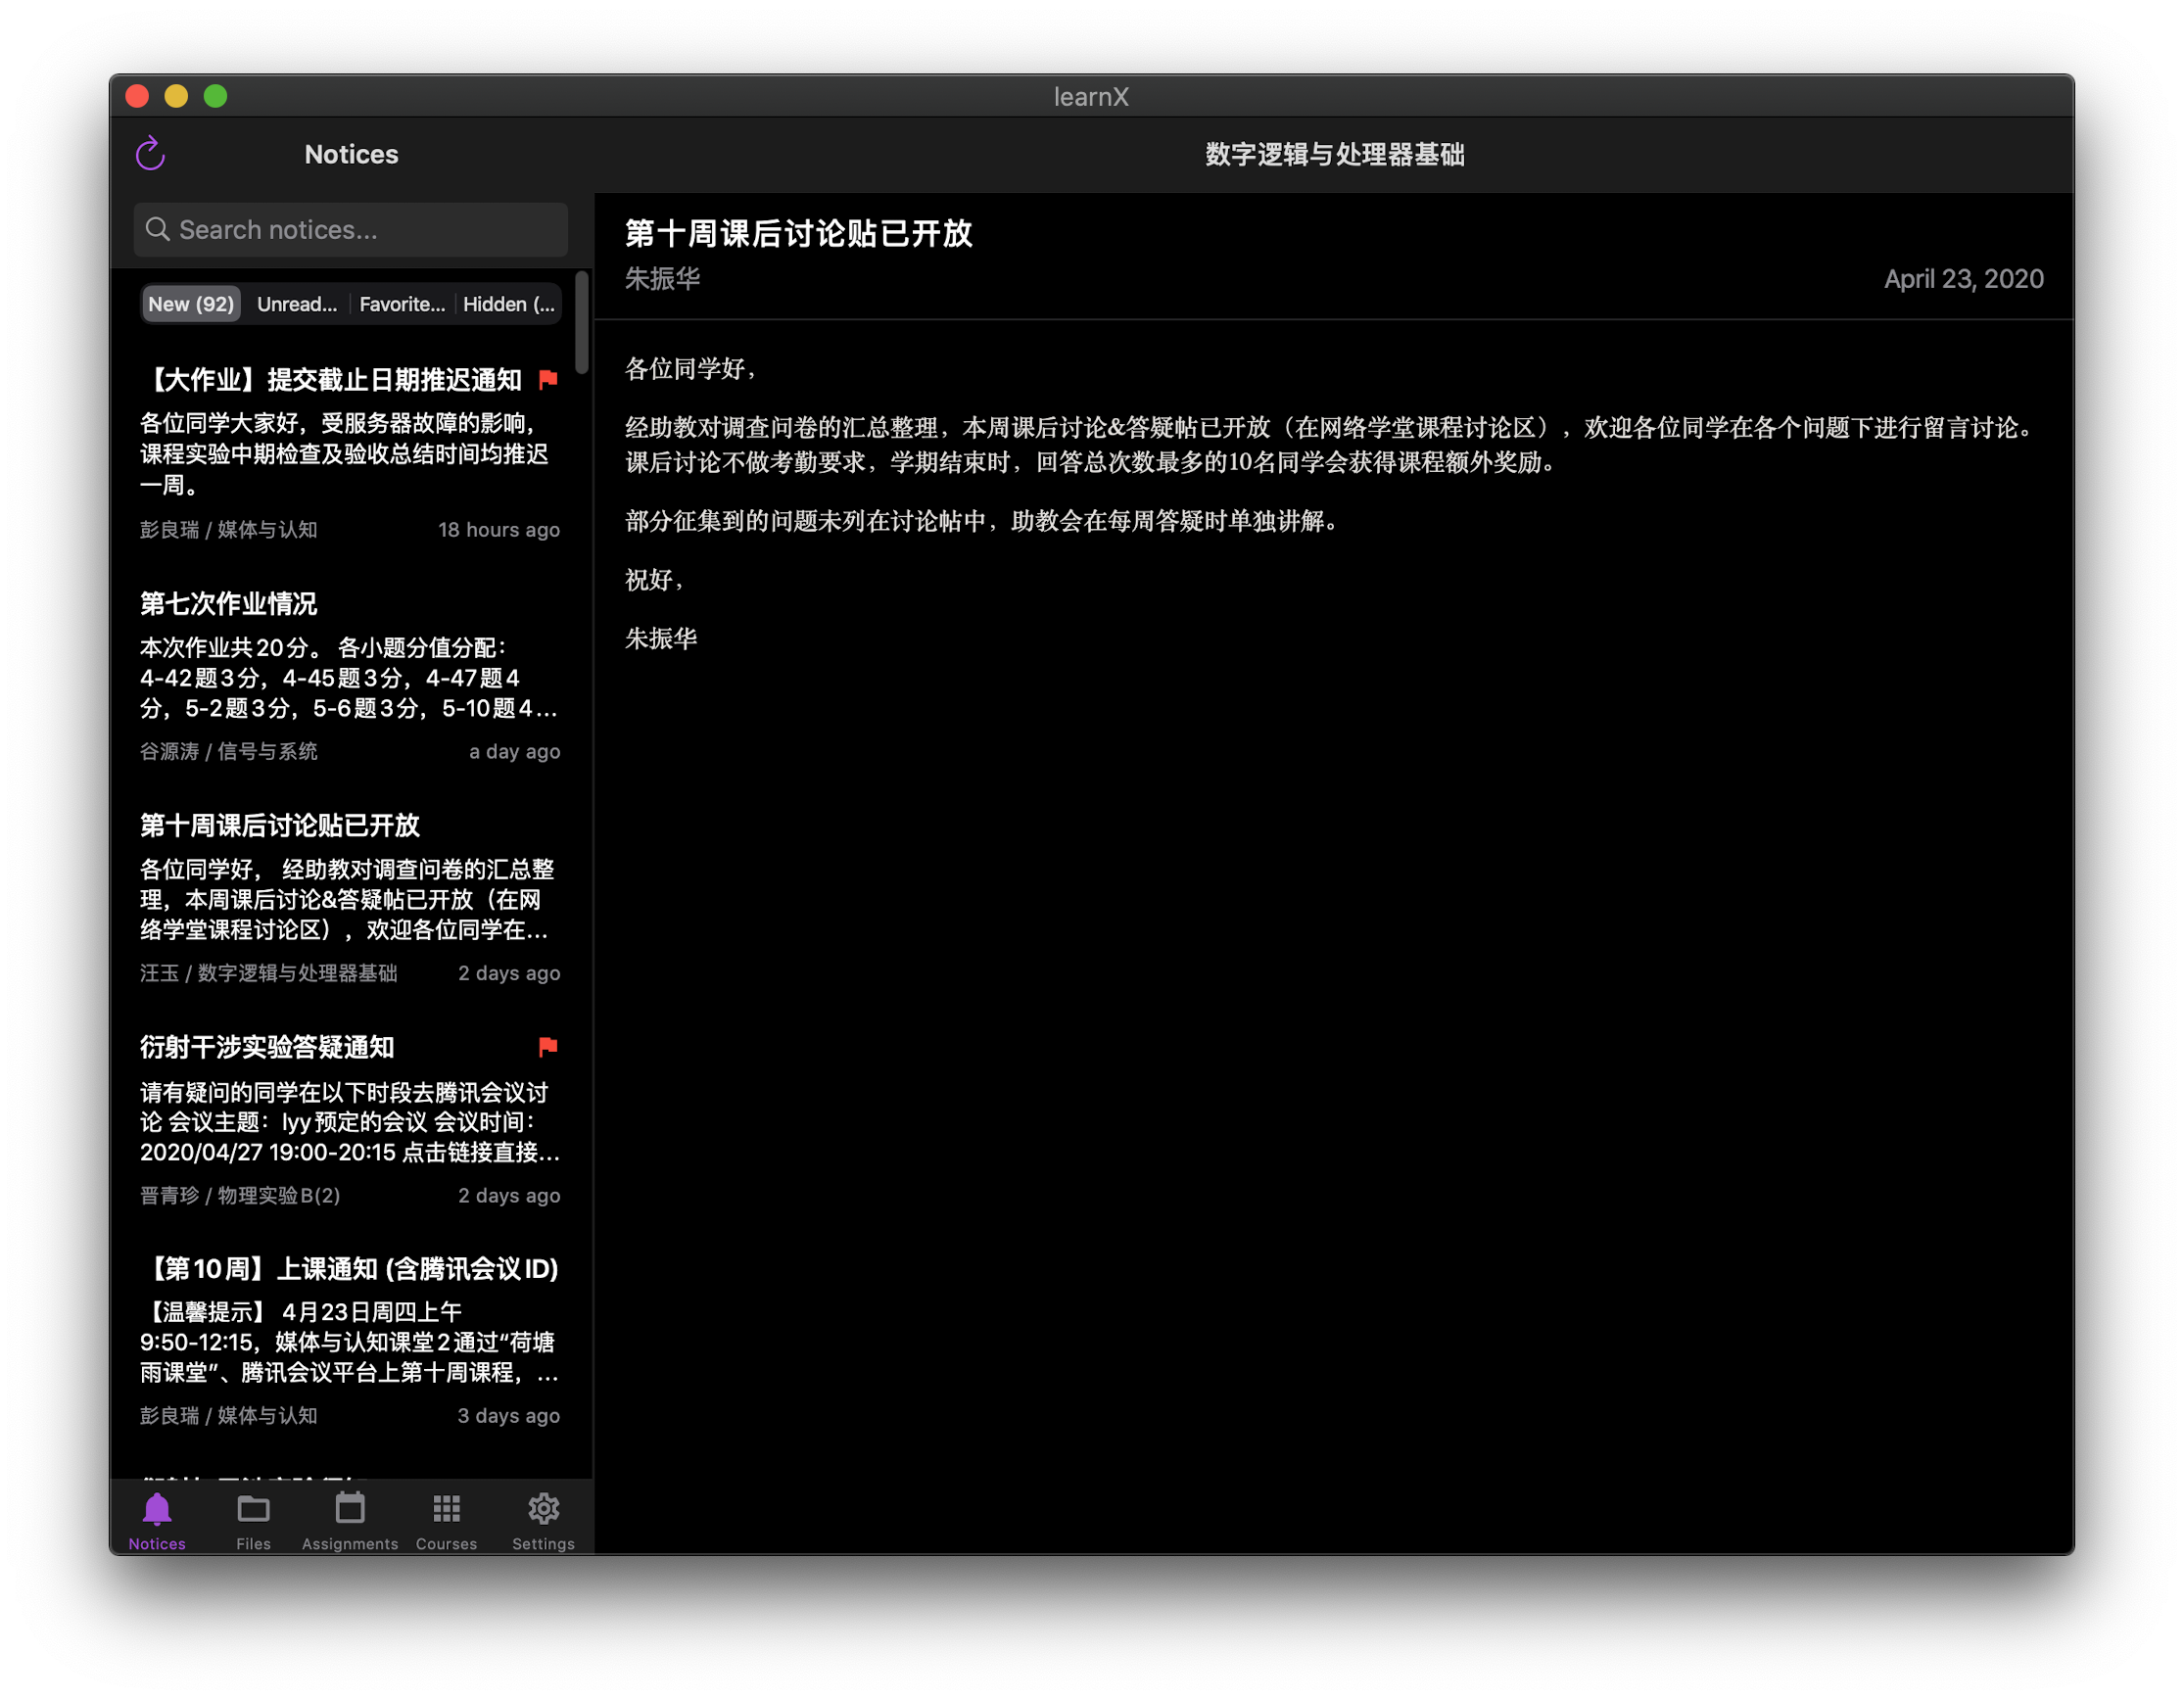 learnX
Notices
数字逻辑与处理器基础
Search notices...
New (92)
Unread...
Favorite...
Hidden (...
【大作业】提交截止日期推迟通知
各位同学大家好，受服务器故障的影响，
课程实验中期检查及验收总结时间均推迟
一周。
彭良瑞 / 媒体与认知
18 hours ago
第七次作业情况
本次作业共20分。 各小题分值分配：
4-42题3分，4-45题3分，4-47题4
分，5-2题3分，5-6题3分，5-10题4...
谷源涛 / 信号与系统
a day ago
第十周课后讨论贴已开放
各位同学好， 经助教对调查问卷的汇总整
理，本周课后讨论&答疑帖已开放（在网
络学堂课程讨论区），欢迎各位同学在...
汪玉 / 数字逻辑与处理器基础
2 days ago
衍射干涉实验答疑通知
请有疑问的同学在以下时段去腾讯会议讨
论 会议主题：lyy预定的会议 会议时间：
2020/04/27 19:00-20:15 点击链接直接...
晋青珍 / 物理实验B(2)
2 days ago
【第10周】上课通知 (含腾讯会议ID)
【温馨提示】 4月23日周四上午
9:50-12:15，媒体与认知课堂2通过“荷塘
雨课堂”、腾讯会议平台上第十周课程，...
彭良瑞 / 媒体与认知
3 days ago
Notices
Files
Assignments
Courses
Settings
第十周课后讨论贴已开放
朱振华
April 23, 2020
各位同学好，
经助教对调查问卷的汇总整理，本周课后讨论&答疑帖已开放（在网络学堂课程讨论区），欢迎各位同学在各个问题下进行留言讨论。
课后讨论不做考勤要求，学期结束时，回答总次数最多的10名同学会获得课程额外奖励。
部分征集到的问题未列在讨论帖中，助教会在每周答疑时单独讲解。
祝好，
朱振华